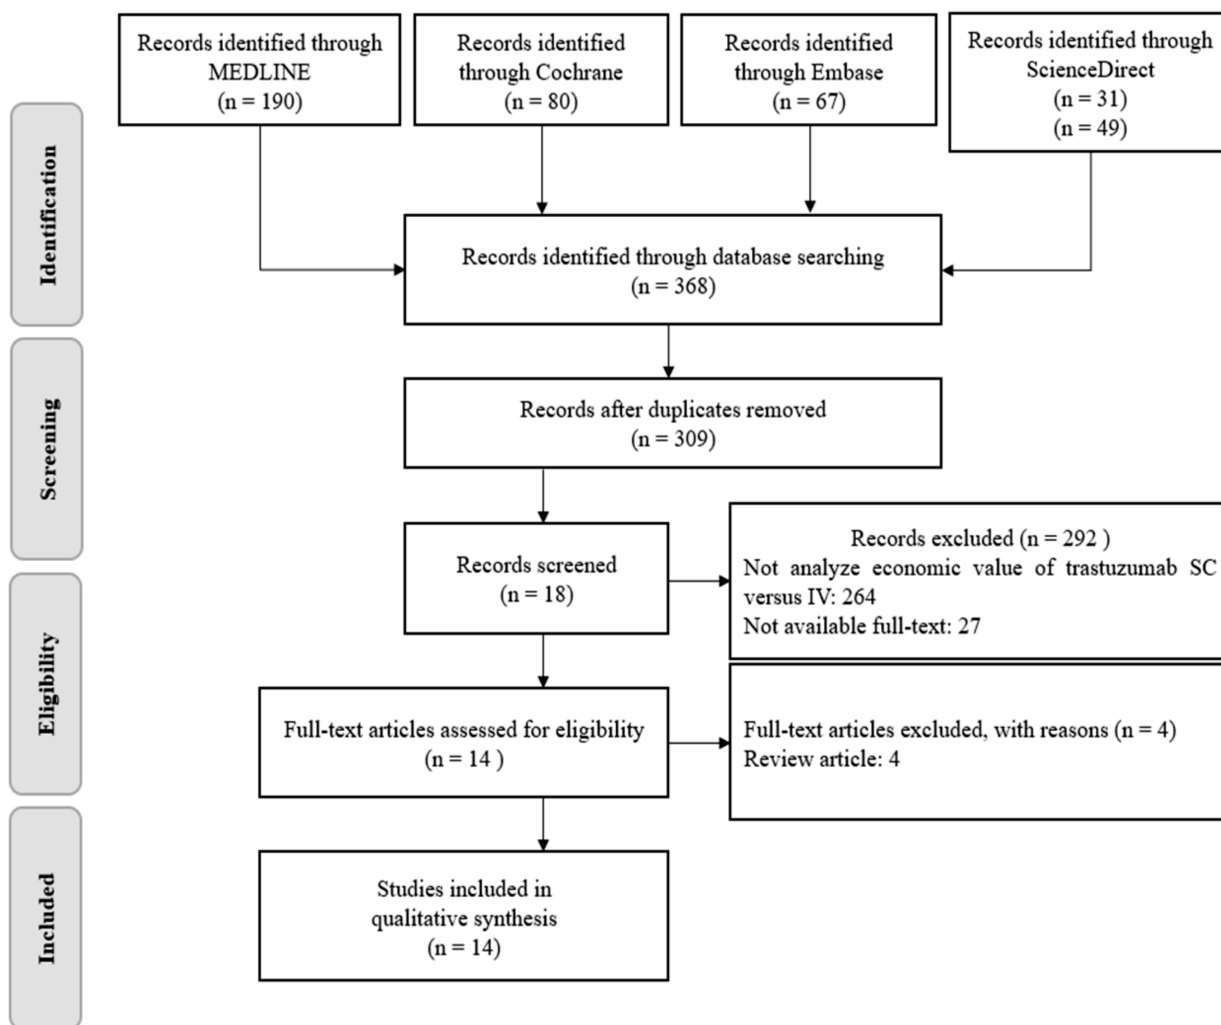 Records identified through
MEDLINE
(n = 190)
Records identified
through Cochrane
(n = 80)
Records identified
through Embase
(n = 67)
Records identified through
ScienceDirect
(n = 31)
(n = 49)
Identification
Records identified through database searching
(n = 368)
Screening
Records after duplicates removed
(n = 309)
Records screened
(n = 18)
Records excluded (n = 292 )
Not analyze economic value of trastuzumab SC
versus IV: 264
Not available full-text: 27
Eligibility
Full-text articles assessed for eligibility
(n = 14 )
Full-text articles excluded, with reasons (n = 4)
Review article: 4
Included
Studies included in
qualitative synthesis
(n = 14)